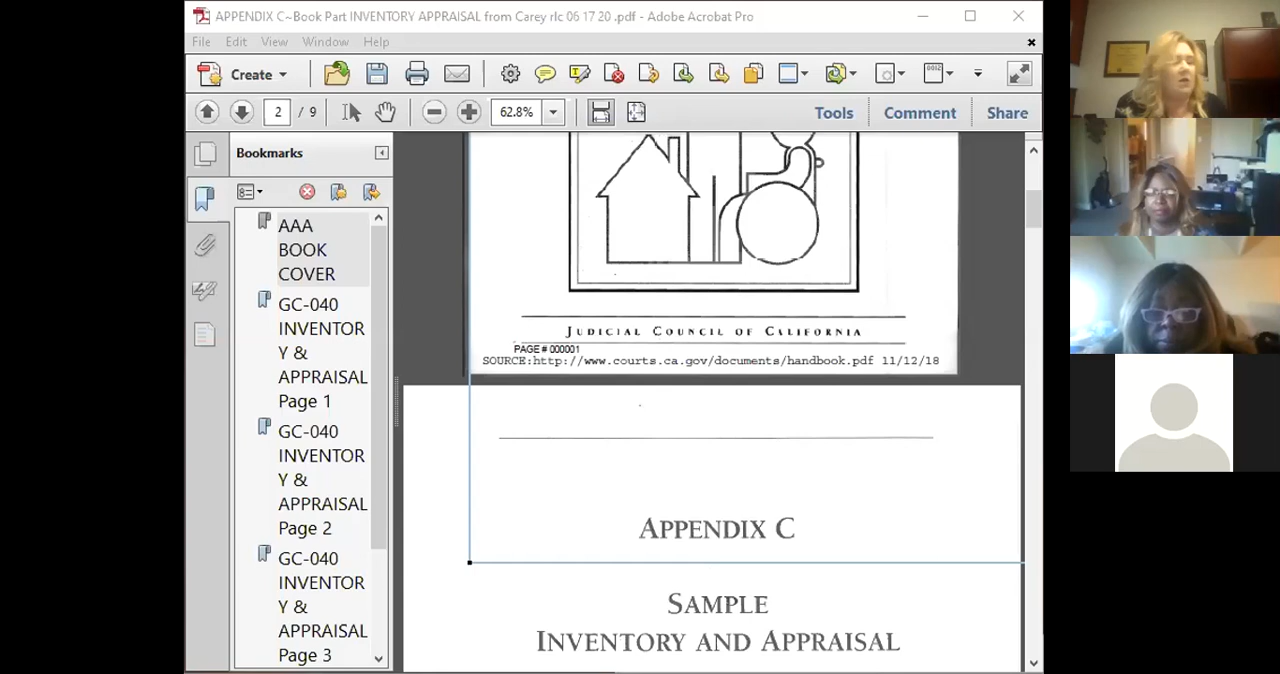 APPENDIX C~Book Part INVENTORY APPRAISAL from Carey rlc 06 17 20 .pdf - Adobe Acrobat Pro
File Edit View Window Help
Create
2 / 9 62.8% Tools Comment Share
Bookmarks
AAA
BOOK
COVER
GC-040
INVENTOR
Y &
APPRAISAL
Page 1
GC-040
INVENTOR
Y &
APPRAISAL
Page 2
GC-040
INVENTOR
Y &
APPRAISAL
Page 3
JUDICIAL COUNCIL OF CALIFORNIA
PAGE # 000001
SOURCE:http://www.courts.ca.gov/documents/handbook.pdf 11/12/18
APPENDIX C
SAMPLE
INVENTORY AND APPRAISAL